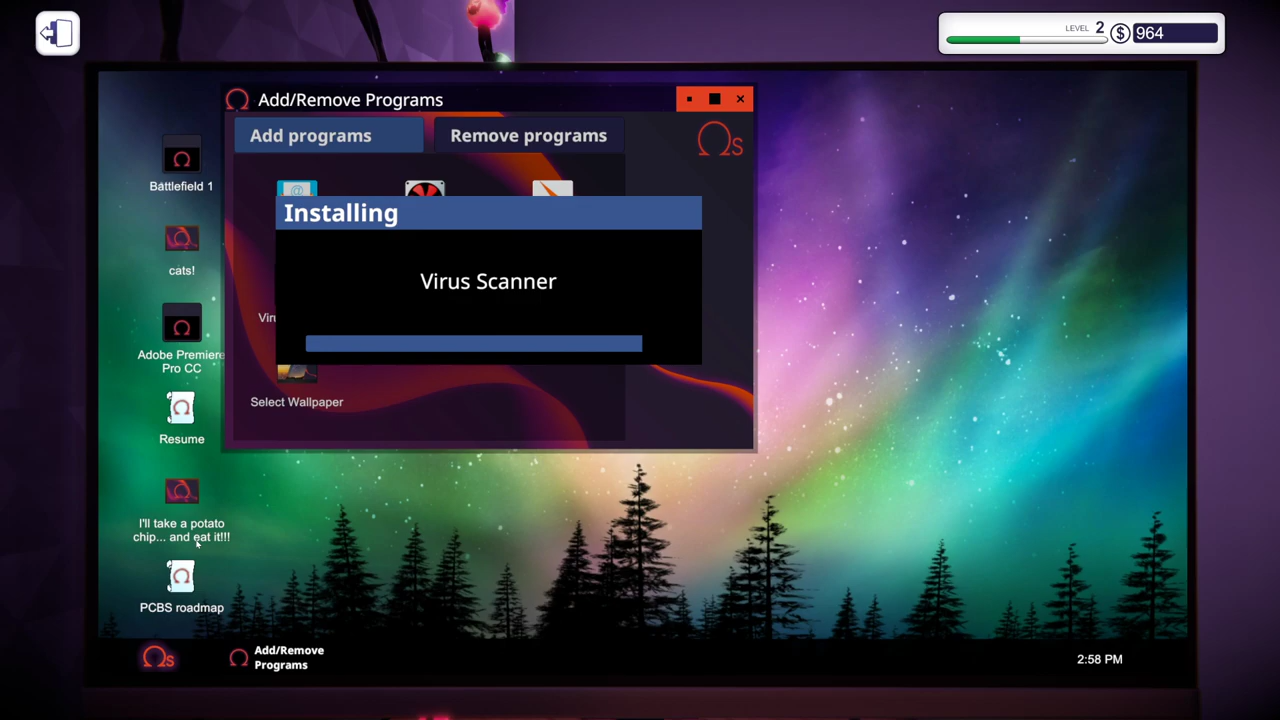 LEVEL 2
$ 964
Add/Remove Programs
Add programs
Remove programs
Installing
Virus Scanner
Select Wallpaper
Battlefield 1
cats!
Adobe Premiere
Pro CC
Resume
I'll take a potato
chip... and eat it!!!
PCBS roadmap
Ωs
Add/Remove
Programs
2:58 PM